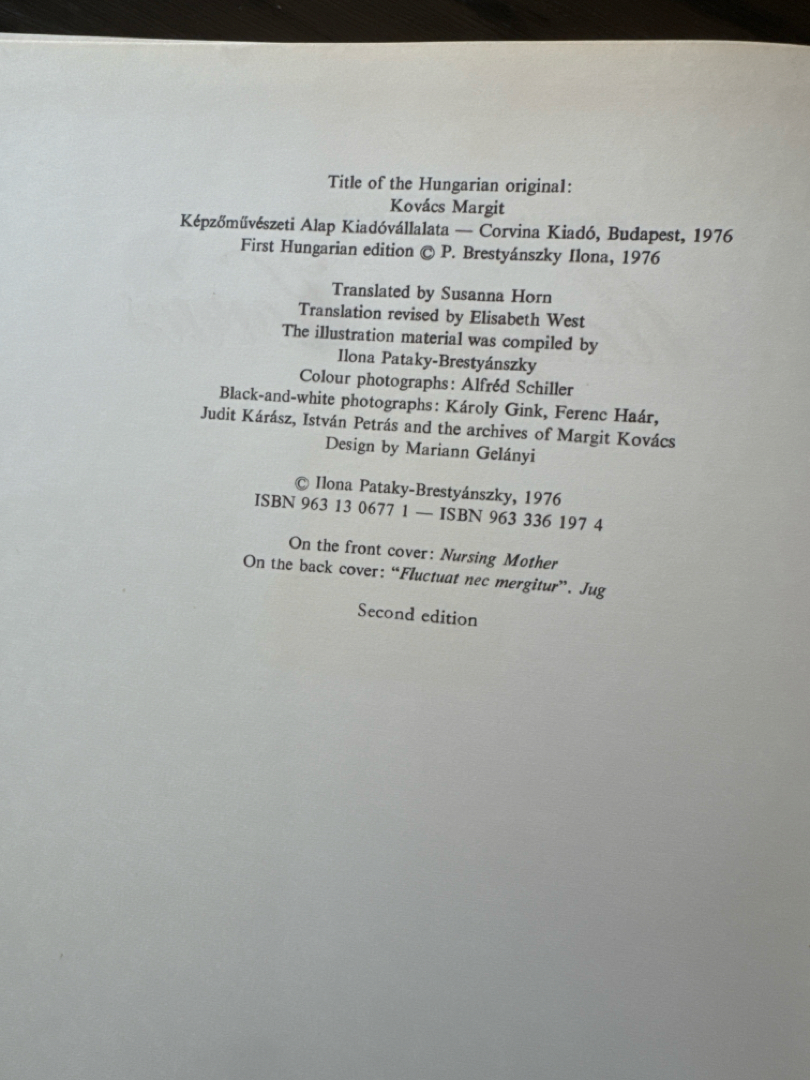 Title of the Hungarian original:
Kovács Margit
Képzőművészeti Alap Kiadóvállalata — Corvina Kiadó, Budapest, 1976
First Hungarian edition © P. Brestyánszky Ilona, 1976
Translated by Susanna Horn
Translation revised by Elisabeth West
The illustration material was compiled by
Ilona Pataky-Brestyánszky
Colour photographs: Alfréd Schiller
Black-and-white photographs: Károly Gink, Ferenc Haár,
Judit Kárász, István Petrás and the archives of Margit Kovács
Design by Mariann Gelányi
© Ilona Pataky-Brestyánszky, 1976
ISBN 963 13 0677 1 — ISBN 963 336 197 4
On the front cover: Nursing Mother
On the back cover: “Fluctuat nec mergitur”. Jug
Second edition